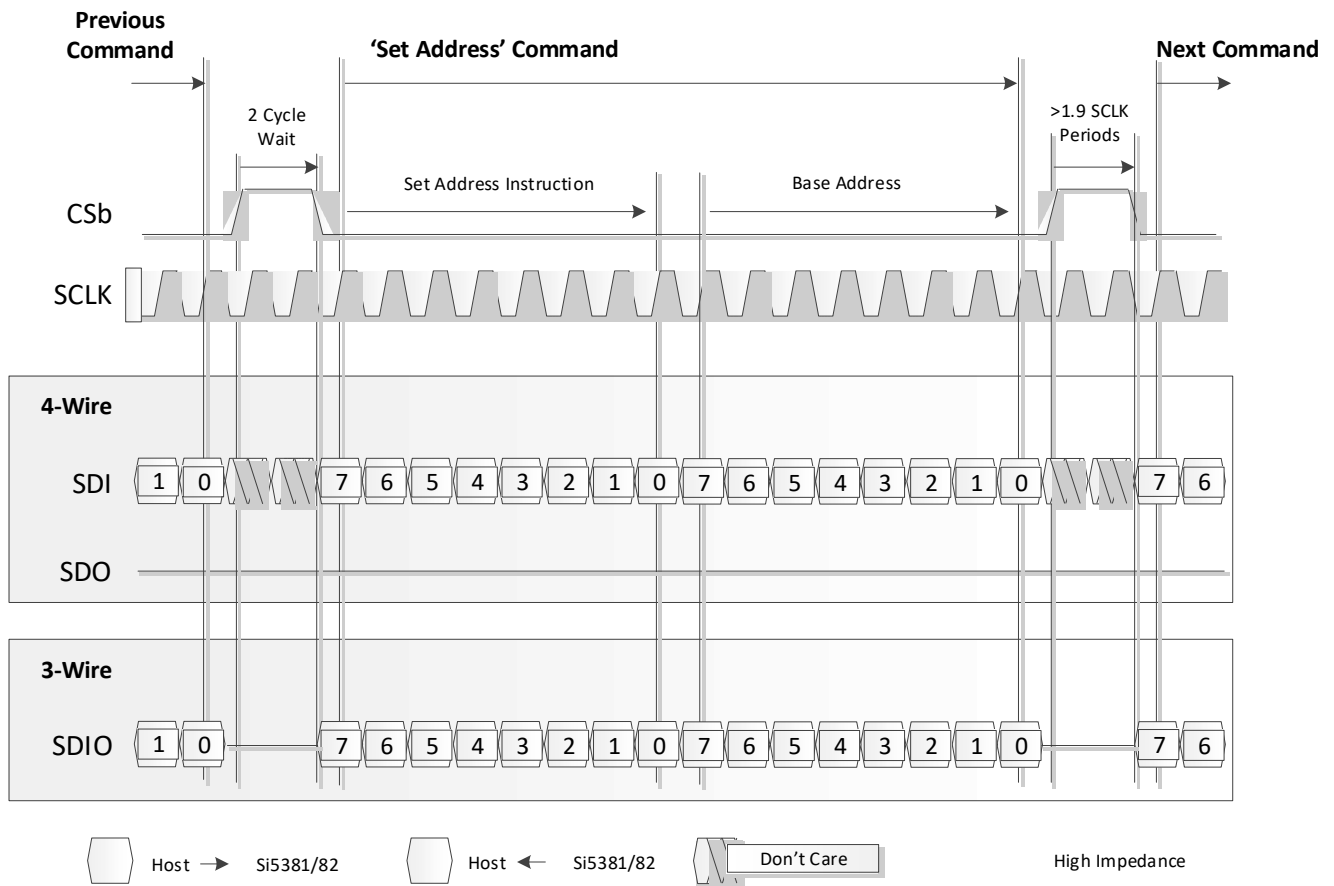 Previous
Command
'Set Address' Command
Next Command
2 Cycle
Wait
>1.9 SCLK
Periods
Set Address Instruction
Base Address
CSb
SCLK
4-Wire
SDI 1 0 7 6 5 4 3 2 1 0 7 6 5 4 3 2 1 0 7 6
SDO
3-Wire
SDIO 1 0 7 6 5 4 3 2 1 0 7 6 5 4 3 2 1 0 7 6
Host → Si5381/82 Host ← Si5381/82 Don't Care High Impedance